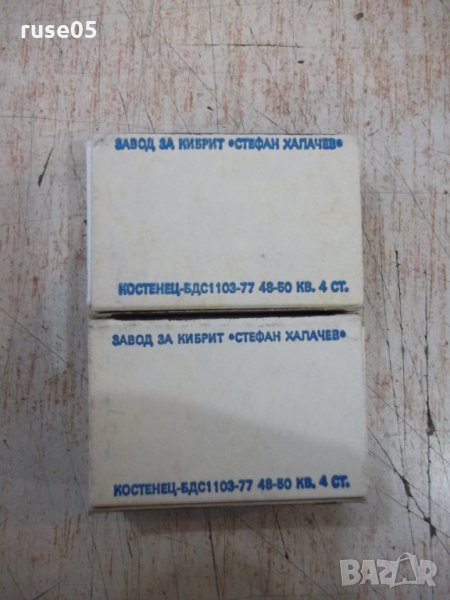 ruse05
ЗАВОД ЗА КИБРИТ •СТЕФАН ХАЛАЧЕВ•
КОСТЕНЕЦ-БДС1103-77 48-50 КВ. 4 СТ.
ЗАВОД ЗА КИБРИТ •СТЕФАН ХАЛАЧЕВ•
КОСТЕНЕЦ-БДС1103-77 48-50 КВ. 4 СТ.
BAZAR